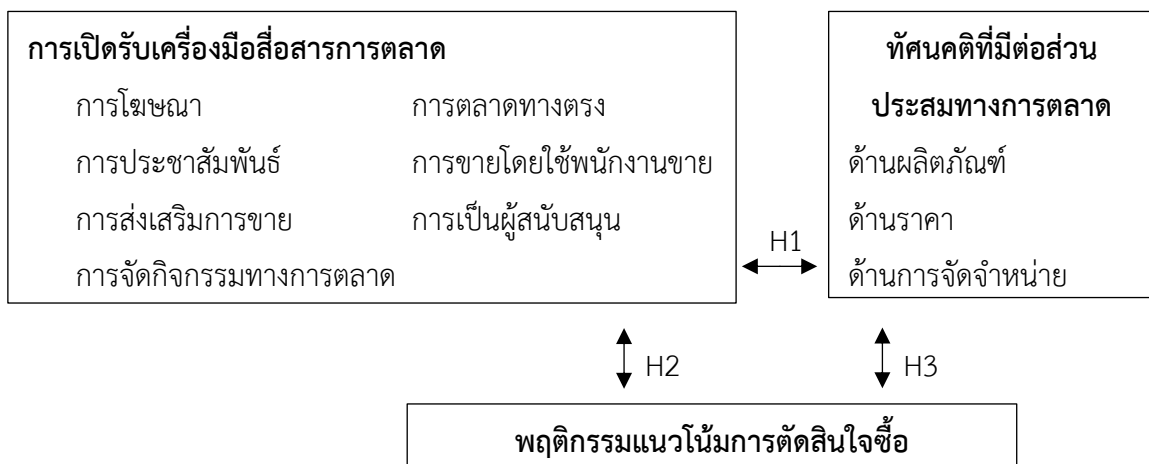 การเปิดรับเครื่องมือสื่อสารการตลาด
การโฆษณา การตลาดทางตรง
การประชาสัมพันธ์ การขายโดยใช้พนักงานขาย
การส่งเสริมการขาย การเป็นผู้สนับสนุน
การจัดกิจกรรมทางการตลาด
H1
ทัศนคติที่มีต่อส่วน
ประสมทางการตลาด
ด้านผลิตภัณฑ์
ด้านราคา
ด้านการจัดจำหน่าย
H2
H3
พฤติกรรมแนวโน้มการตัดสินใจซื้อ